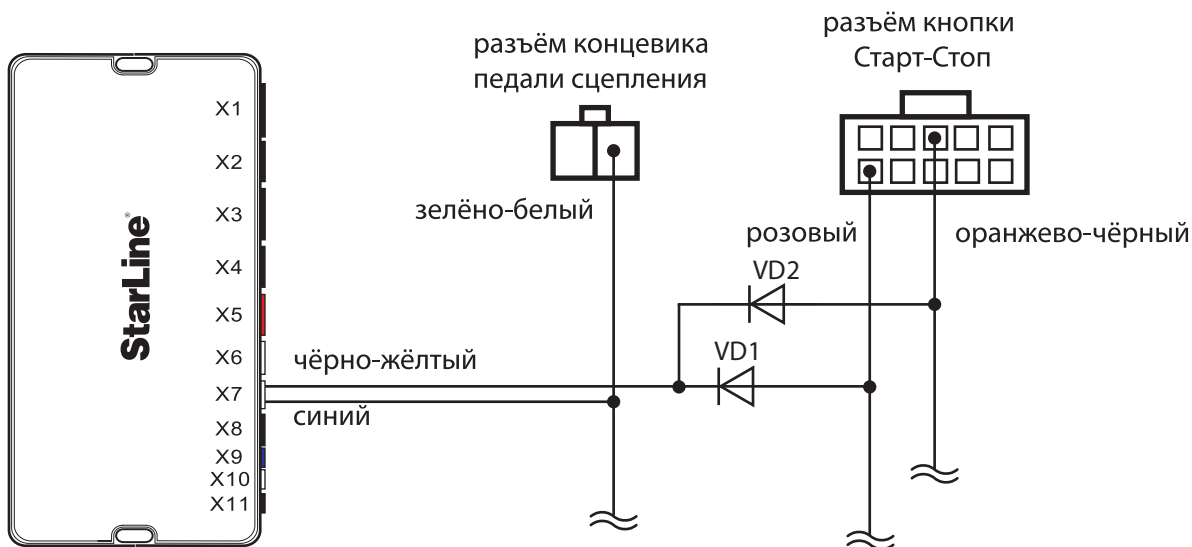 разъём кнопки
Старт-Стоп
разъём концевика
педали сцепления
X1
X2
X3
X4
X5
X6
X7
X8
X9
X10
X11
StarLine®
зелёно-белый
розовый
оранжево-чёрный
VD2
VD1
чёрно-жёлтый
синий